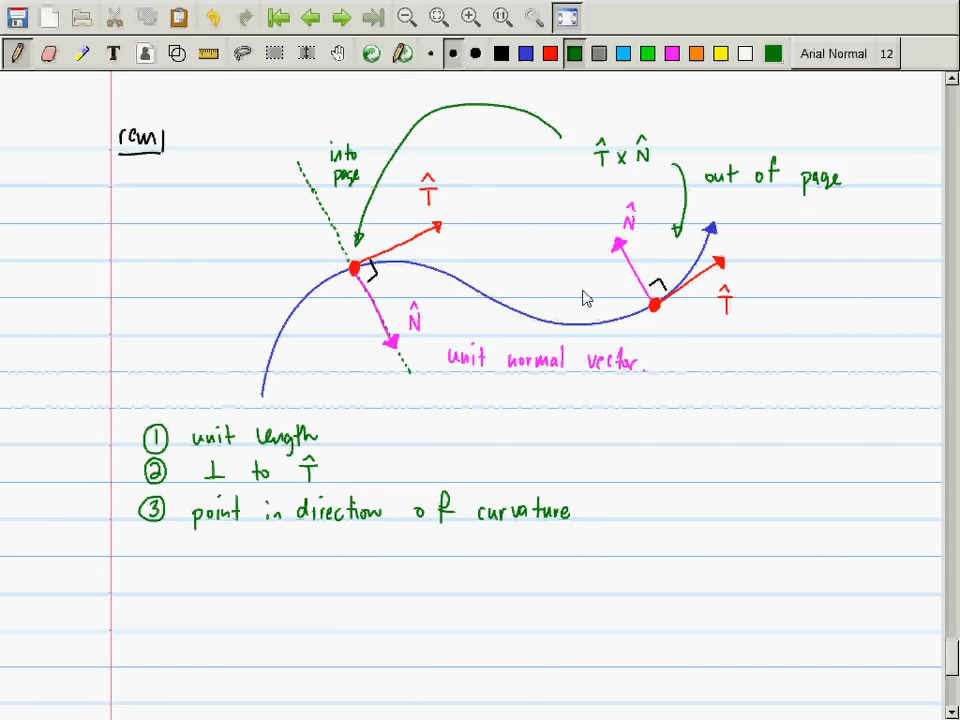 T
Arial Normal 12
rem1
into
page
T̂
T̂ x N̂
out of page
N̂
T̂
N̂
unit normal vector.
① unit length
② ⊥ to T̂
③ point in direction of curvature